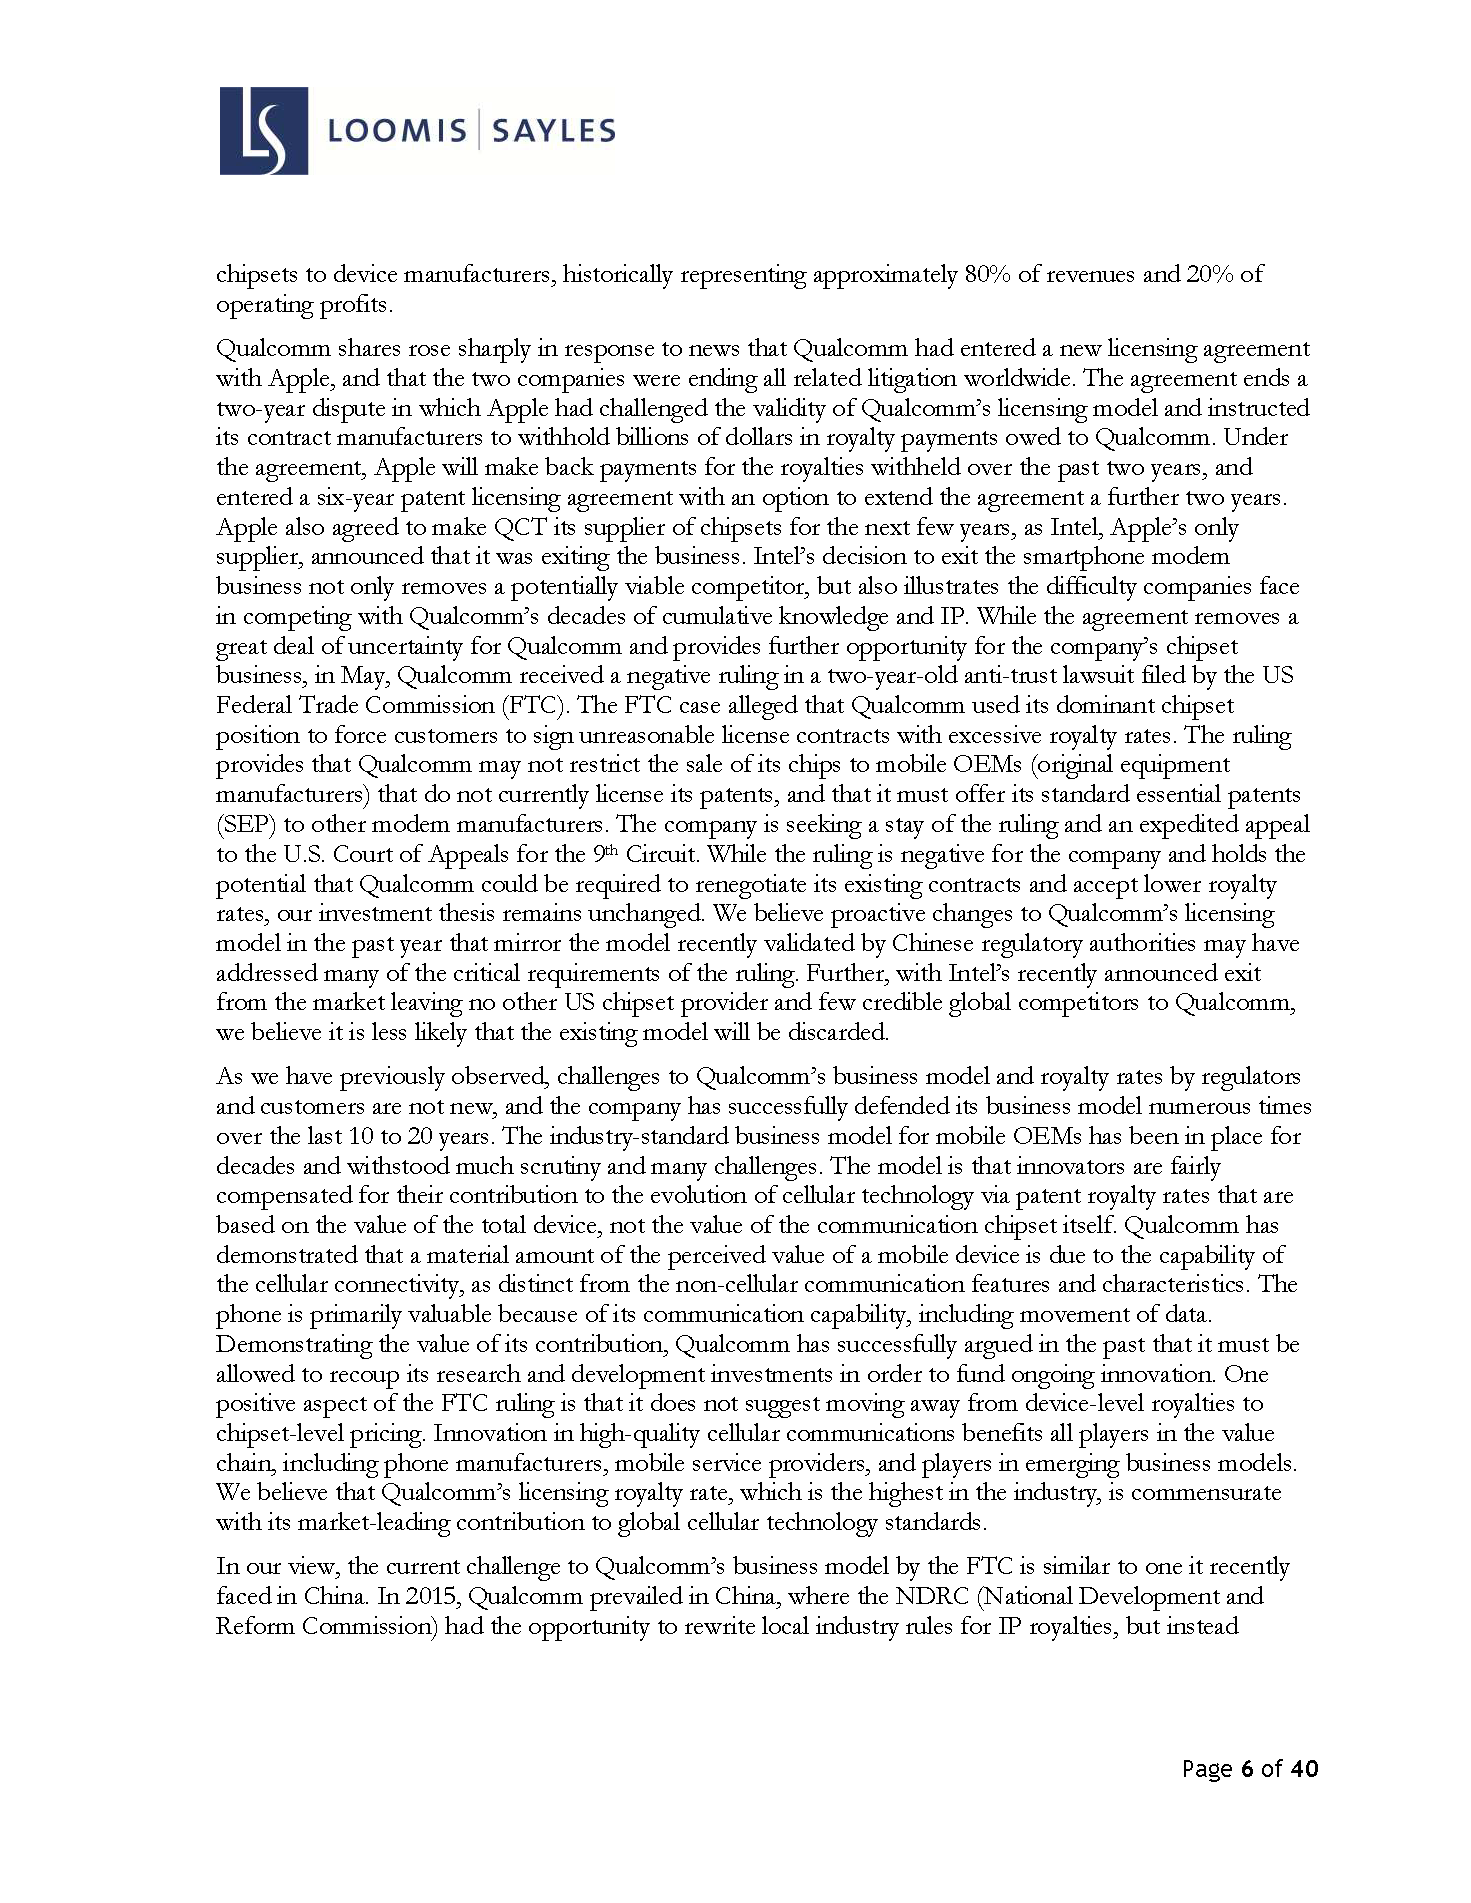 LS LOOMIS | SAYLES
chipsets to device manufacturers, historically representing approximately 80% of revenues and 20% of
operating profits.
Qualcomm shares rose sharply in response to news that Qualcomm had entered a new licensing agreement
with Apple, and that the two companies were ending all related litigation worldwide. The agreement ends a
two-year dispute in which Apple had challenged the validity of Qualcomm’s licensing model and instructed
its contract manufacturers to withhold billions of dollars in royalty payments owed to Qualcomm. Under
the agreement, Apple will make back payments for the royalties withheld over the past two years, and
entered a six-year patent licensing agreement with an option to extend the agreement a further two years.
Apple also agreed to make QCT its supplier of chipsets for the next few years, as Intel, Apple’s only
supplier, announced that it was exiting the business. Intel’s decision to exit the smartphone modem
business not only removes a potentially viable competitor, but also illustrates the difficulty companies face
in competing with Qualcomm’s decades of cumulative knowledge and IP. While the agreement removes a
great deal of uncertainty for Qualcomm and provides further opportunity for the company’s chipset
business, in May, Qualcomm received a negative ruling in a two-year-old anti-trust lawsuit filed by the US
Federal Trade Commission (FTC). The FTC case alleged that Qualcomm used its dominant chipset
position to force customers to sign unreasonable license contracts with excessive royalty rates. The ruling
provides that Qualcomm may not restrict the sale of its chips to mobile OEMs (original equipment
manufacturers) that do not currently license its patents, and that it must offer its standard essential patents
(SEP) to other modem manufacturers. The company is seeking a stay of the ruling and an expedited appeal
to the U.S. Court of Appeals for the 9th Circuit. While the ruling is negative for the company and holds the
potential that Qualcomm could be required to renegotiate its existing contracts and accept lower royalty
rates, our investment thesis remains unchanged. We believe proactive changes to Qualcomm’s licensing
model in the past year that mirror the model recently validated by Chinese regulatory authorities may have
addressed many of the critical requirements of the ruling. Further, with Intel’s recently announced exit
from the market leaving no other US chipset provider and few credible global competitors to Qualcomm,
we believe it is less likely that the existing model will be discarded.
As we have previously observed, challenges to Qualcomm’s business model and royalty rates by regulators
and customers are not new, and the company has successfully defended its business model numerous times
over the last 10 to 20 years. The industry-standard business model for mobile OEMs has been in place for
decades and withstood much scrutiny and many challenges. The model is that innovators are fairly
compensated for their contribution to the evolution of cellular technology via patent royalty rates that are
based on the value of the total device, not the value of the communication chipset itself. Qualcomm has
demonstrated that a material amount of the perceived value of a mobile device is due to the capability of
the cellular connectivity, as distinct from the non-cellular communication features and characteristics. The
phone is primarily valuable because of its communication capability, including movement of data.
Demonstrating the value of its contribution, Qualcomm has successfully argued in the past that it must be
allowed to recoup its research and development investments in order to fund ongoing innovation. One
positive aspect of the FTC ruling is that it does not suggest moving away from device-level royalties to
chipset-level pricing. Innovation in high-quality cellular communications benefits all players in the value
chain, including phone manufacturers, mobile service providers, and players in emerging business models.
We believe that Qualcomm’s licensing royalty rate, which is the highest in the industry, is commensurate
with its market-leading contribution to global cellular technology standards.
In our view, the current challenge to Qualcomm’s business model by the FTC is similar to one it recently
faced in China. In 2015, Qualcomm prevailed in China, where the NDRC (National Development and
Reform Commission) had the opportunity to rewrite local industry rules for IP royalties, but instead
Page 6 of 40